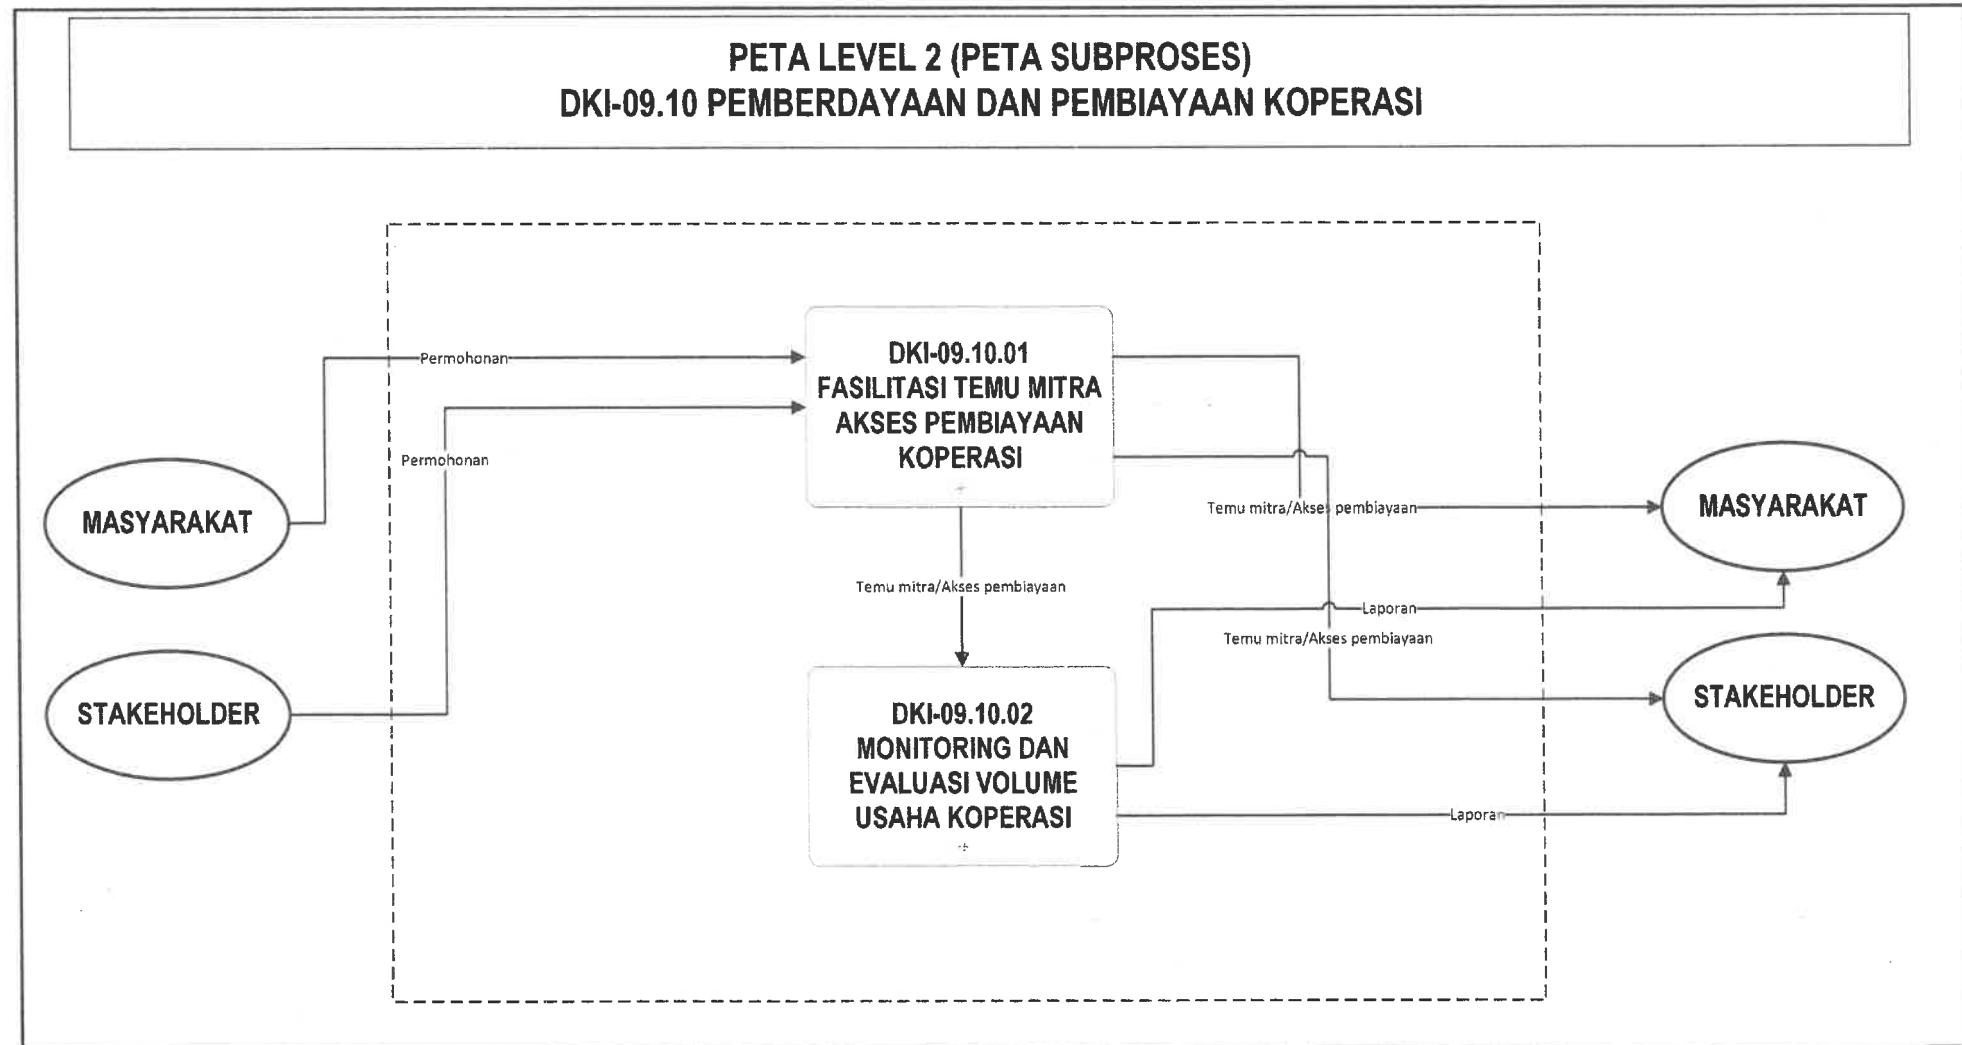 PETA LEVEL 2 (PETA SUBPROSES)
DKI-09.10 PEMBERDAYAAN DAN PEMBIAYAAN KOPERASI
Permohonan
Permohonan
MASYARAKAT
STAKEHOLDER
DKI-09.10.01
FASILITASI TEMU MITRA
AKSES PEMBIAYAAN
KOPERASI
Temu mitra/Akses pembiayaan
DKI-09.10.02
MONITORING DAN
EVALUASI VOLUME
USAHA KOPERASI
Temu mitra/Akses pembiayaan
Laporan
Temu mitra/Akses pembiayaan
Laporan
MASYARAKAT
STAKEHOLDER